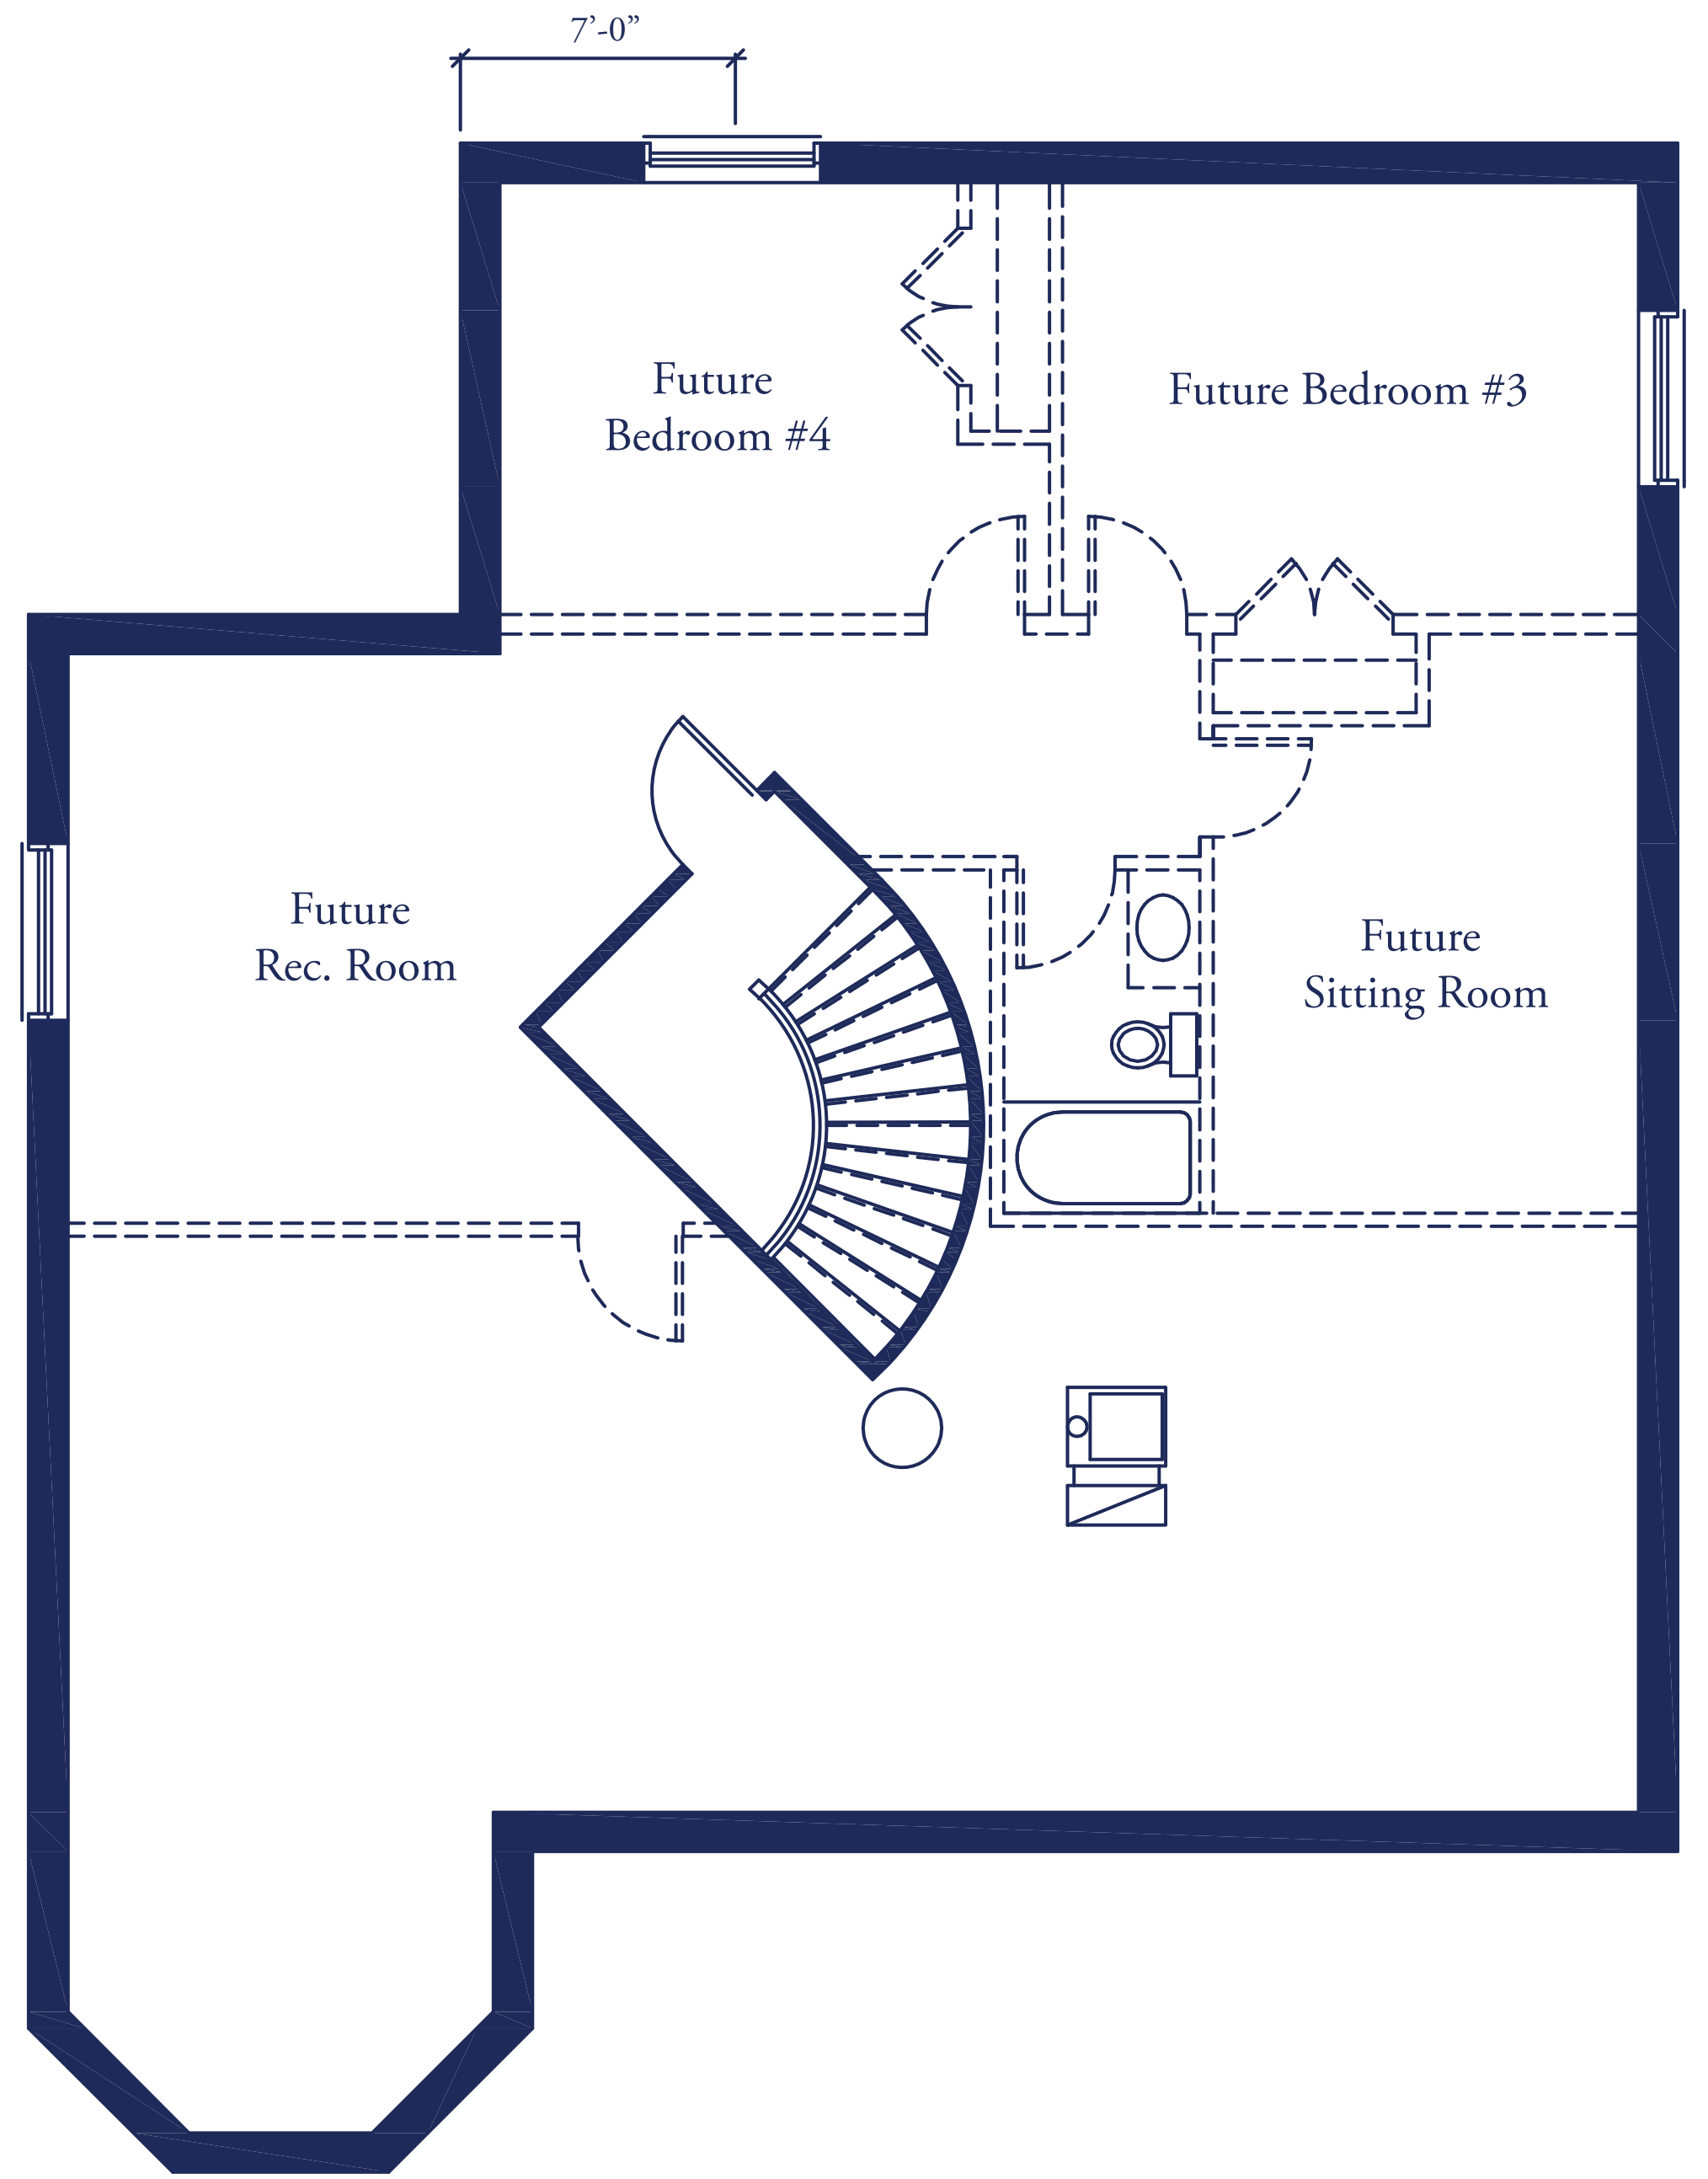 7’-0”
Future
Bedroom #4
Future Bedroom #3
Future
Rec. Room
Future
Sitting Room